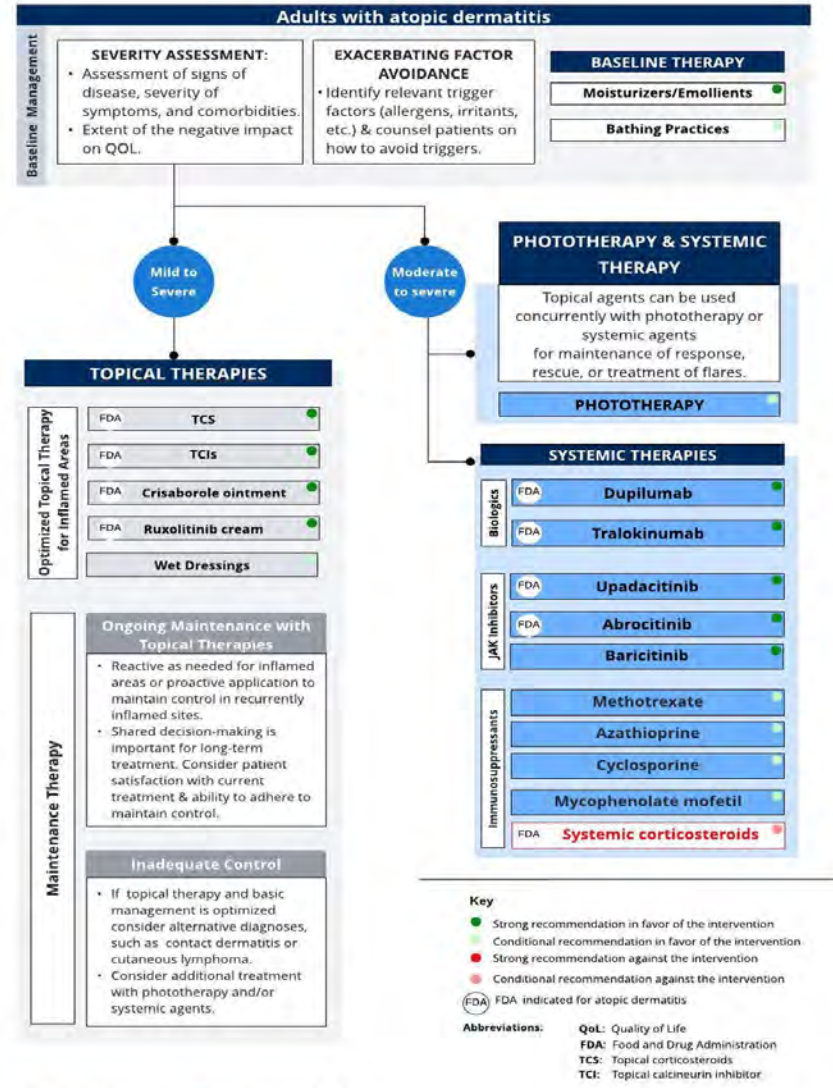 Adults with atopic dermatitis
Baseline Management
SEVERITY ASSESSMENT:
• Assessment of signs of
disease, severity of
symptoms, and comorbidities.
• Extent of the negative impact
on QOL.
EXACERBATING FACTOR
AVOIDANCE
• Identify relevant trigger
factors (allergens, irritants,
etc.) & counsel patients on
how to avoid triggers.
BASELINE THERAPY
Moisturizers/Emollients
Bathing Practices
Mild to
Severe
Moderate
to severe
TOPICAL THERAPIES
Optimized Topical Therapy
for Inflamed Areas
FDA TCS
FDA TCIs
FDA Crisaborole ointment
FDA Ruxolitinib cream
Wet Dressings
Maintenance Therapy
Ongoing Maintenance with
Topical Therapies
• Reactive as needed for inflamed
areas or proactive application to
maintain control in recurrently
inflamed sites.
• Shared decision-making is
important for long-term
treatment. Consider patient
satisfaction with current
treatment & ability to adhere to
maintain control.
Inadequate Control
• If topical therapy and basic
management is optimized
consider alternative diagnoses,
such as contact dermatitis or
cutaneous lymphoma.
• Consider additional treatment
with phototherapy and/or
systemic agents.
PHOTOTHERAPY & SYSTEMIC
THERAPY
Topical agents can be used
concurrently with phototherapy or
systemic agents
for maintenance of response,
rescue, or treatment of flares.
PHOTOTHERAPY
SYSTEMIC THERAPIES
Biologics
FDA Dupilumab
FDA Tralokinumab
JAK Inhibitors
FDA Upadacitinib
FDA Abrocitinib
Baricitinib
Immunosuppressants
Methotrexate
Azathioprine
Cyclosporine
Mycophenolate mofetil
FDA Systemic corticosteroids
Key
Strong recommendation in favor of the intervention
Conditional recommendation in favor of the intervention
Strong recommendation against the intervention
Conditional recommendation against the intervention
FDA FDA indicated for atopic dermatitis
Abbreviations:
QoL: Quality of Life
FDA: Food and Drug Administration
TCS: Topical corticosteroids
TCI: Topical calcineurin inhibitor